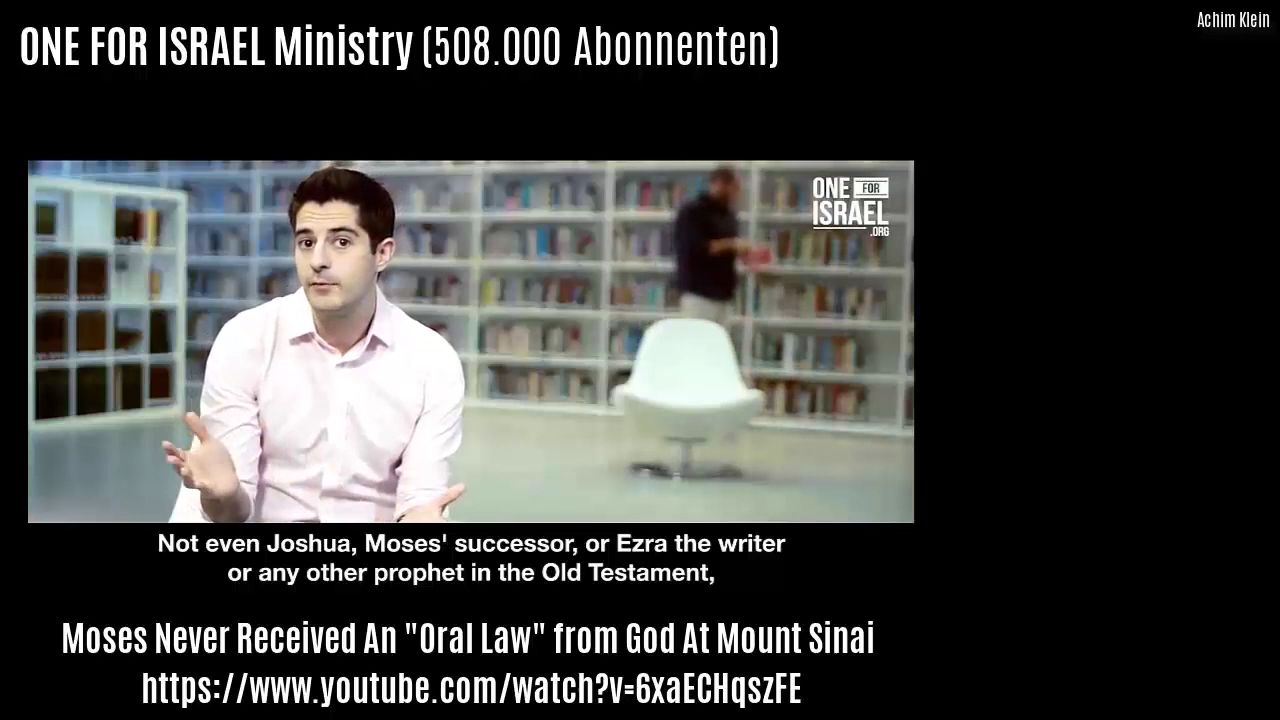 Achim Klein
ONE FOR ISRAEL Ministry (508.000 Abonnenten)
ONE FOR
ISRAEL
.ORG
Not even Joshua, Moses' successor, or Ezra the writer
or any other prophet in the Old Testament,
Moses Never Received An "Oral Law" from God At Mount Sinai
https://www.youtube.com/watch?v=6xaECHqszFE